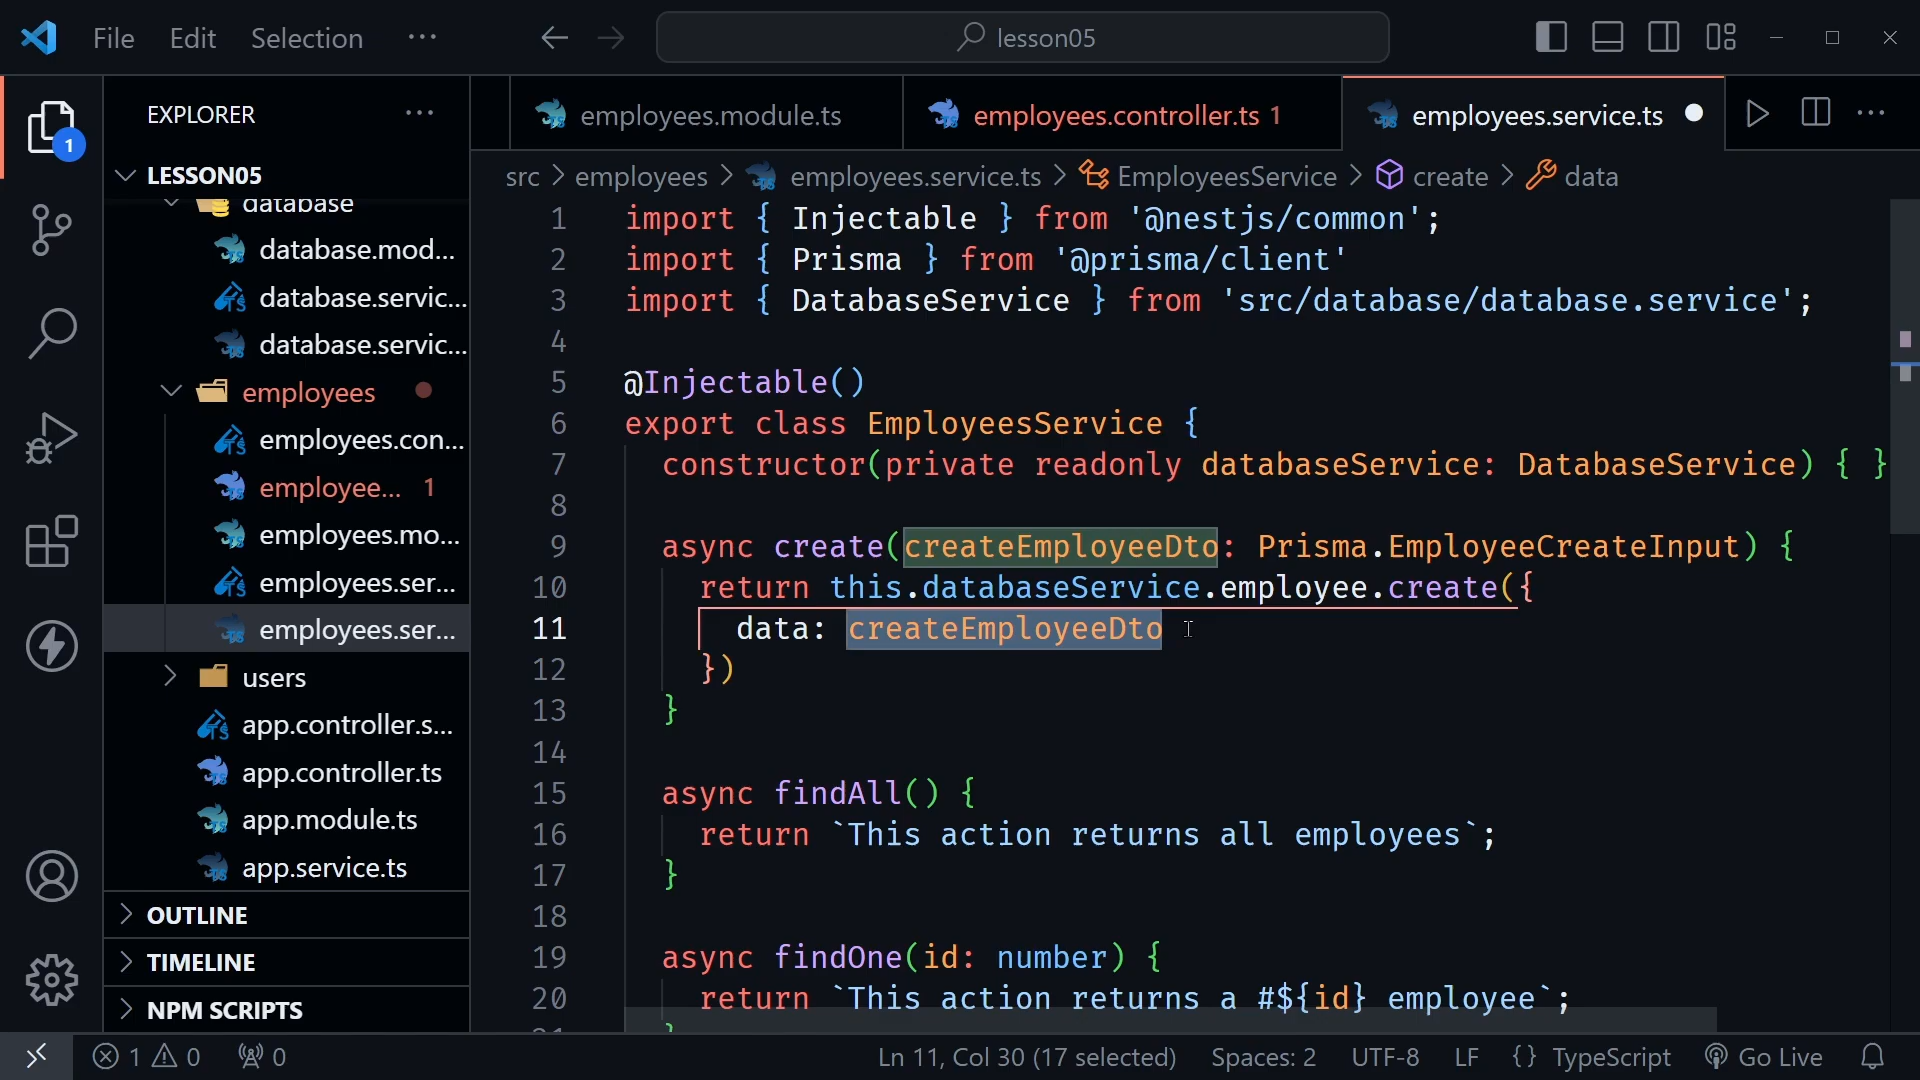 File Edit Selection ···
lesson05
EXPLORER ···
LESSON05
database
database.mod...
database.servic...
database.servic...
employees
employees.con...
employee... 1
employees.mo...
employees.ser...
employees.ser...
users
app.controller.s...
app.controller.ts
app.module.ts
app.service.ts
OUTLINE
TIMELINE
NPM SCRIPTS
1
employees.module.ts
employees.controller.ts 1
employees.service.ts
src > employees > employees.service.ts > EmployeesService > create > data
1 import { Injectable } from '@nestjs/common';
2 import { Prisma } from '@prisma/client'
3 import { DatabaseService } from 'src/database/database.service';
4
5 @Injectable()
6 export class EmployeesService {
7 constructor(private readonly databaseService: DatabaseService) { }
8
9 async create(createEmployeeDto: Prisma.EmployeeCreateInput) {
10 return this.databaseService.employee.create({
11 data: createEmployeeDto
12 })
13 }
14
15 async findAll() {
16 return `This action returns all employees`;
17 }
18
19 async findOne(id: number) {
20 return `This action returns a #${id} employee`;
21 }
1 0 0
Ln 11, Col 30 (17 selected) Spaces: 2 UTF-8 LF {} TypeScript Go Live